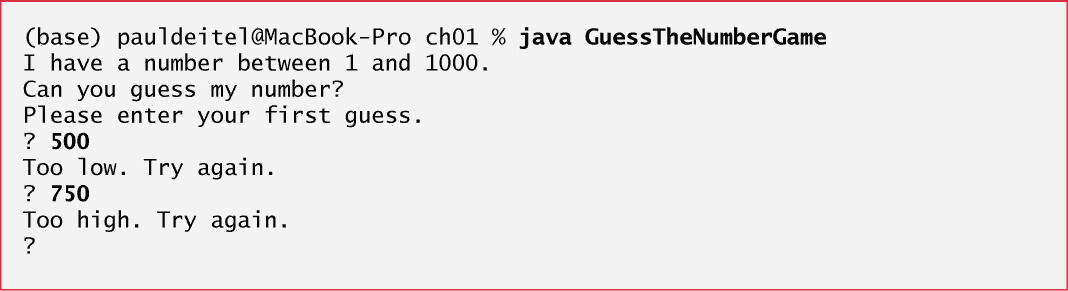 (base) pauldeitel@MacBook-Pro ch01 % java GuessTheNumberGame
I have a number between 1 and 1000.
Can you guess my number?
Please enter your first guess.
? 500
Too low. Try again.
? 750
Too high. Try again.
?